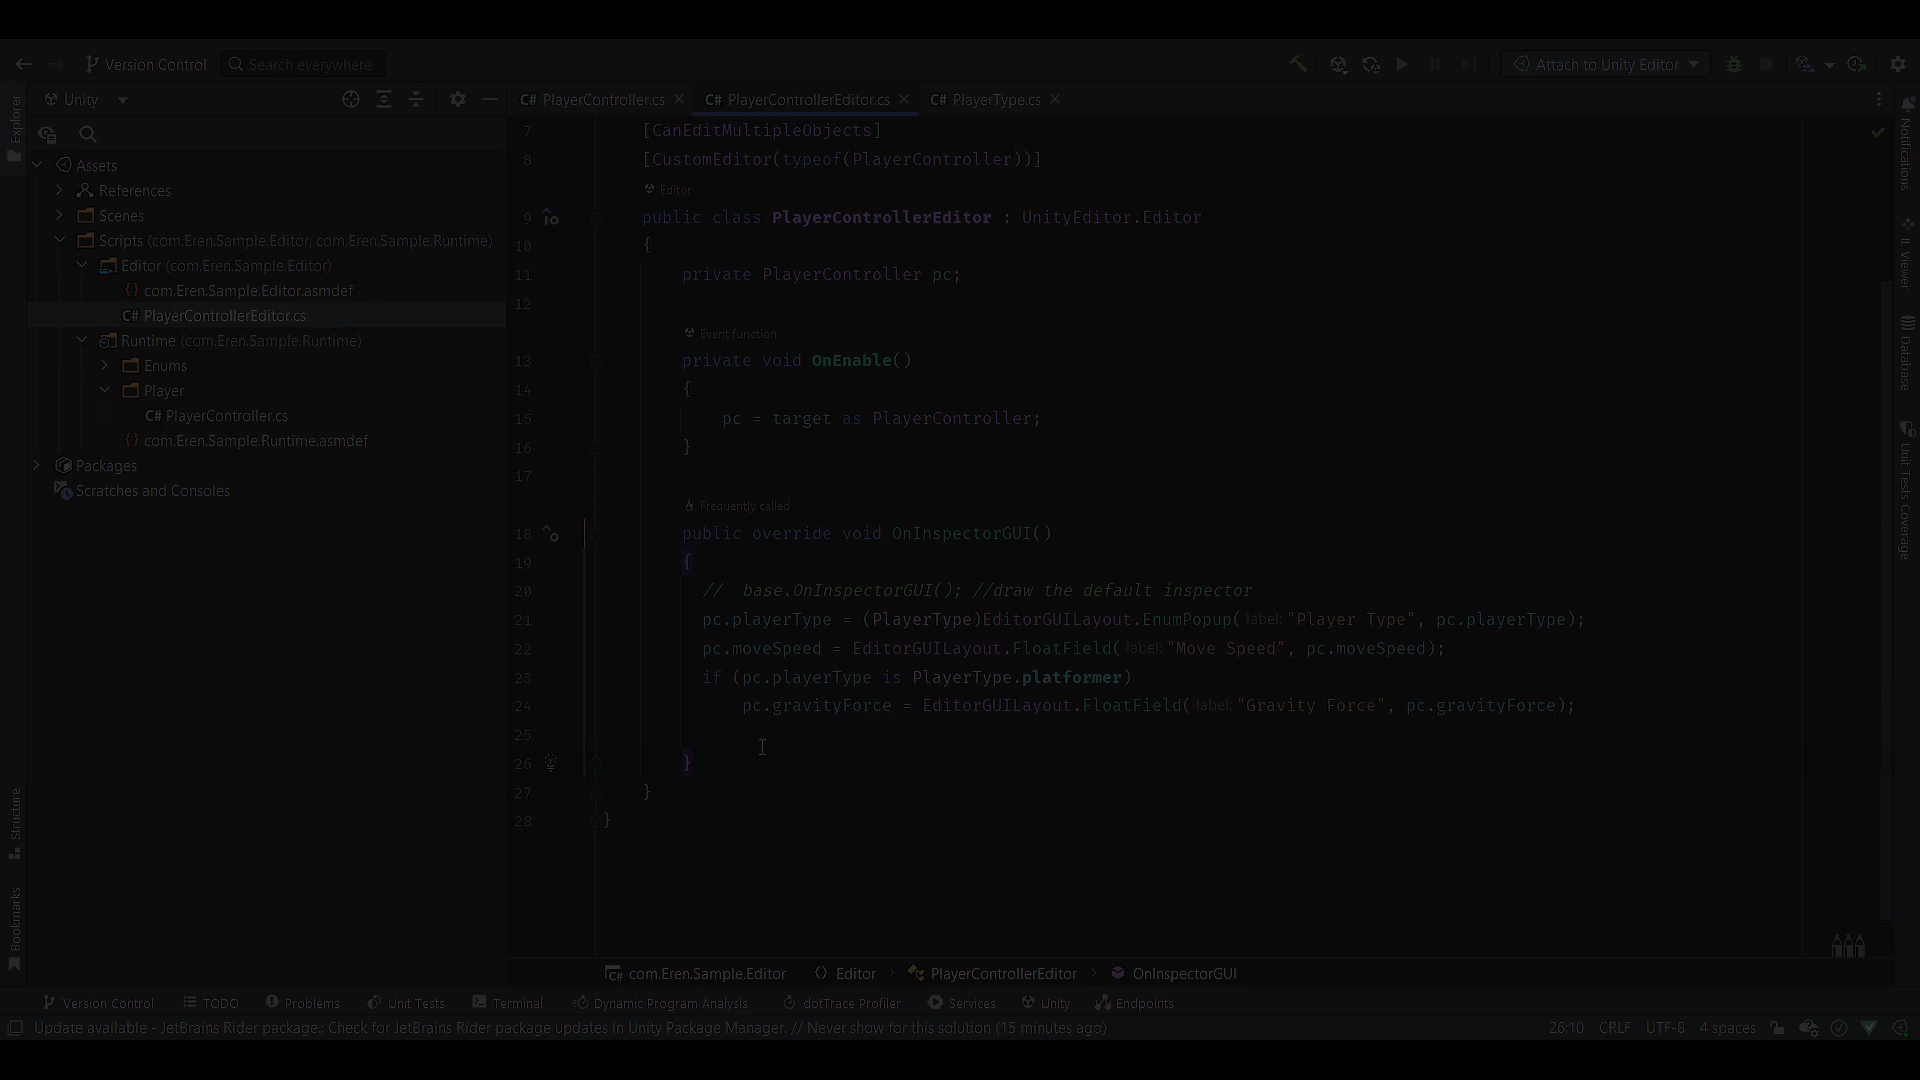 Version Control
Search everywhere
Attach to Unity Editor
Unity
PlayerController.cs
PlayerControllerEditor.cs
PlayerType.cs
Explorer
Assets
References
Scenes
Scripts (com.Eren.Sample.Editor, com.Eren.Sample.Runtime)
Editor (com.Eren.Sample.Editor)
com.Eren.Sample.Editor.asmdef
PlayerControllerEditor.cs
Runtime (com.Eren.Sample.Runtime)
Enums
Player
PlayerController.cs
com.Eren.Sample.Runtime.asmdef
Packages
Scratches and Consoles
Structure
Bookmarks
7 [CanEditMultipleObjects]
8 [CustomEditor(typeof(PlayerController))]
Editor
9 public class PlayerControllerEditor : UnityEditor.Editor
10 {
11 private PlayerController pc;
12
Event function
13 private void OnEnable()
14 {
15 pc = target as PlayerController;
16 }
17
Frequently called
18 public override void OnInspectorGUI()
19 {
20 // base.OnInspectorGUI(); //draw the default inspector
21 pc.playerType = (PlayerType)EditorGUILayout.EnumPopup( label: "Player Type", pc.playerType);
22 pc.moveSpeed = EditorGUILayout.FloatField( label: "Move Speed", pc.moveSpeed);
23 if (pc.playerType is PlayerType.platformer)
24 pc.gravityForce = EditorGUILayout.FloatField( label: "Gravity Force", pc.gravityForce);
25
26 }
27 }
28 }
Notifications
IL Viewer
Database
Unit Tests Coverage
com.Eren.Sample.Editor
Editor
PlayerControllerEditor
OnInspectorGUI
Version Control
TODO
Problems
Unit Tests
Terminal
Dynamic Program Analysis
dotTrace Profiler
Services
Unity
Endpoints
Update available - JetBrains Rider package.: Check for JetBrains Rider package updates in Unity Package Manager. // Never show for this solution (15 minutes ago)
26:10 CRLF UTF-8 4 spaces